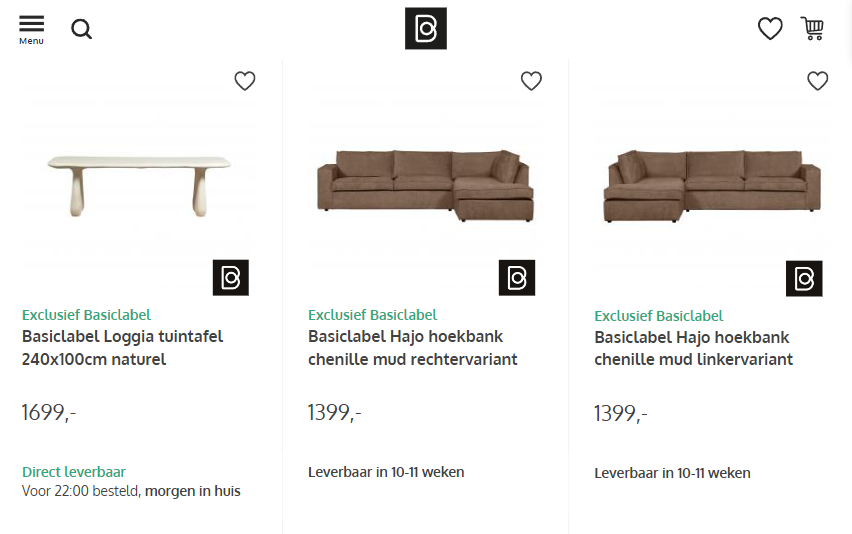 Menu
Exclusief Basiclabel
Basiclabel Loggia tuintafel
240x100cm naturel
1699,-
Direct leverbaar
Voor 22:00 besteld, morgen in huis
Exclusief Basiclabel
Basiclabel Hajo hoekbank
chenille mud rechtervariant
1399,-
Leverbaar in 10-11 weken
Exclusief Basiclabel
Basiclabel Hajo hoekbank
chenille mud linkervariant
1399,-
Leverbaar in 10-11 weken